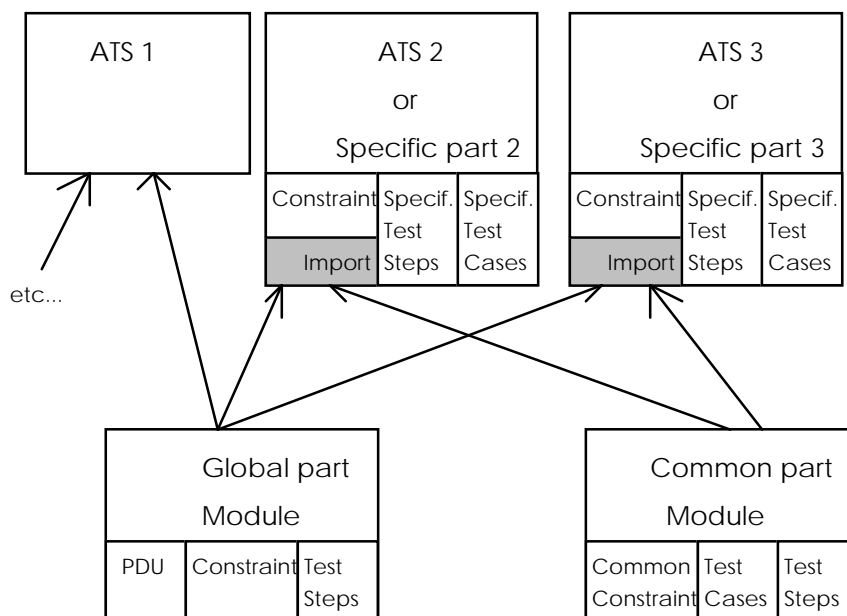 ATS 1
ATS 2
or
Specific part 2
ATS 3
or
Specific part 3
Constraint
Import
Specif.
Test
Steps
Specif.
Test
Cases
Constraint
Import
Specif.
Test
Steps
Specif.
Test
Cases
etc...
Global part
Module
PDU
Constraint
Test
Steps
Common part
Module
Common
Constraint
Test
Cases
Test
Steps